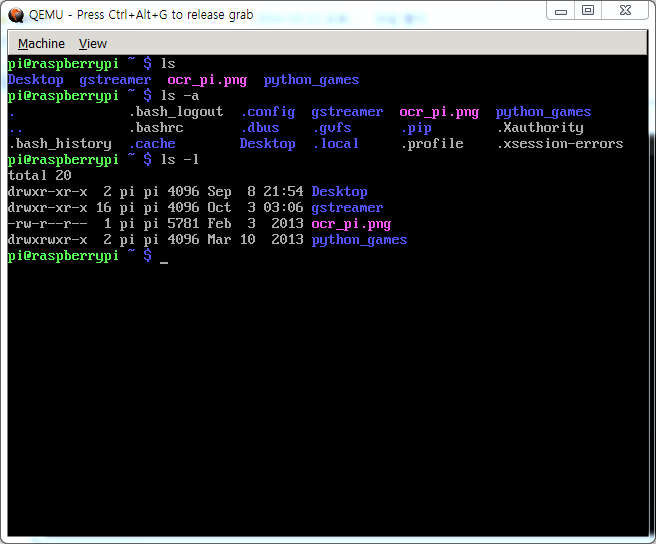 QEMU - Press Ctrl+Alt+G to release grab
Machine View
pi@raspberrypi ~ $ ls
Desktop gstreamer ocr_pi.png python_games
pi@raspberrypi ~ $ ls -a
. .bash_logout .config gstreamer ocr_pi.png python_games
.. .bashrc .dbus .gvfs .pip .Xauthority
.bash_history .cache Desktop .local .profile .xsession-errors
pi@raspberrypi ~ $ ls -l
total 20
drwxr-xr-x 2 pi pi 4096 Sep 8 21:54 Desktop
drwxr-xr-x 16 pi pi 4096 Oct 3 03:06 gstreamer
-rw-r--r-- 1 pi pi 5781 Feb 3 2013 ocr_pi.png
drwxrwxr-x 2 pi pi 4096 Mar 10 2013 python_games
pi@raspberrypi ~ $ _